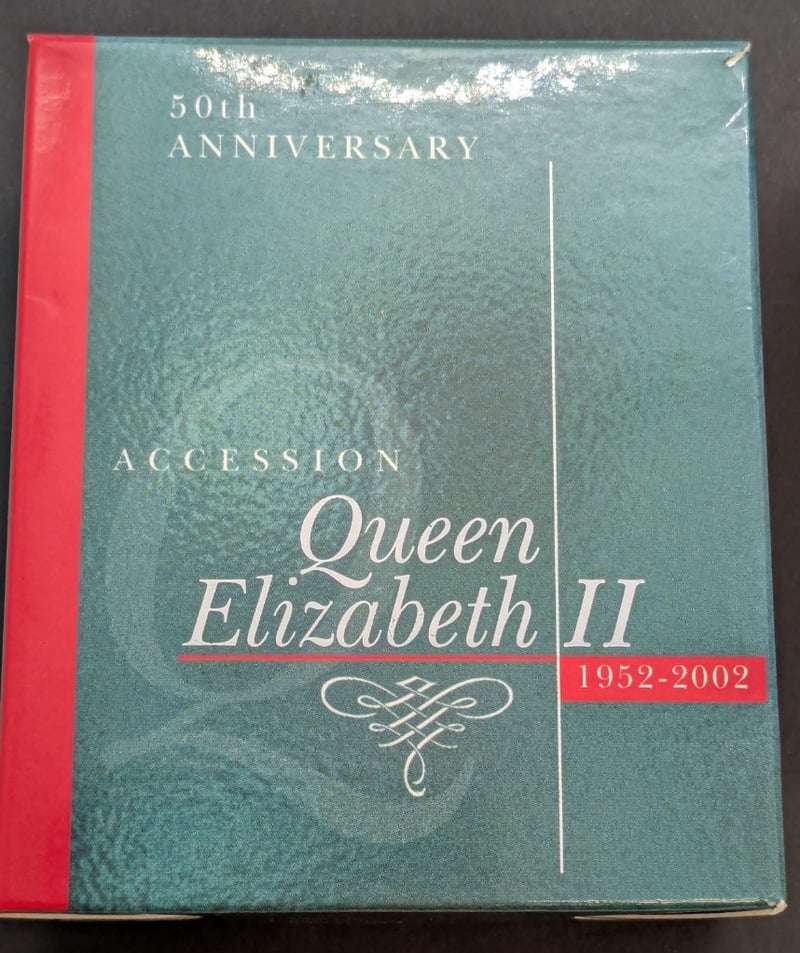 50th
ANNIVERSARY
ACCESSION
Queen
Elizabeth II
1952-2002